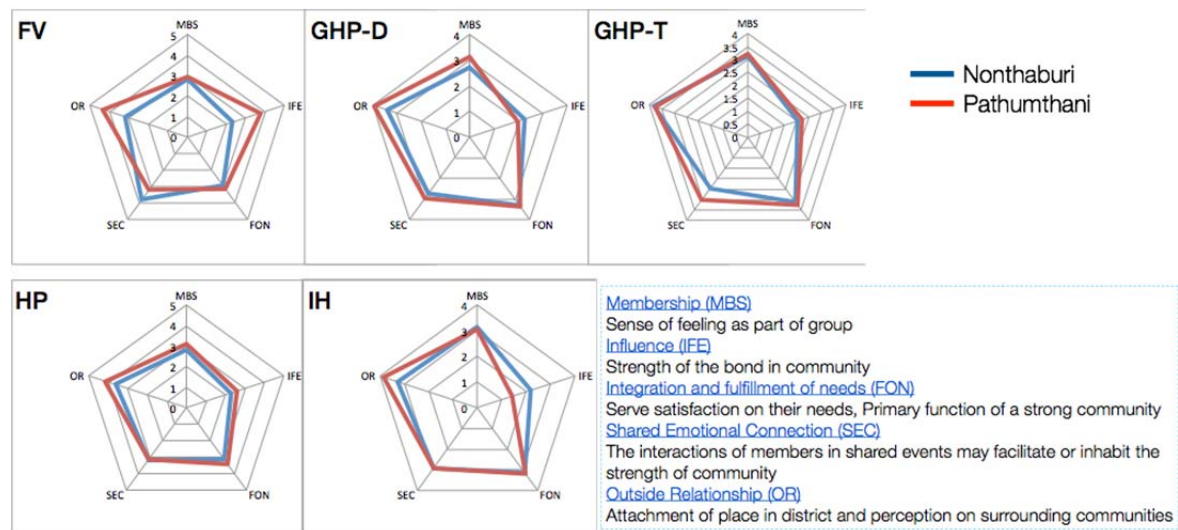 FV
MBS
5
4
3
2
1
0
OR
IFE
SEC
FON
GHP-D
MBS
4
3
2
1
0
OR
IFE
SEC
FON
GHP-T
MBS
4
3.5
3
2.5
2
1.5
1
0.5
0
OR
IFE
SEC
FON
Nonthaburi
Pathumthani
HP
MBS
5
4
3
2
1
0
OR
IFE
SEC
FON
IH
MBS
4
3
2
1
0
OR
IFE
SEC
FON
Membership (MBS)
Sense of feeling as part of group
Influence (IFE)
Strength of the bond in community
Integration and fulfillment of needs (FON)
Serve satisfaction on their needs, Primary function of a strong community
Shared Emotional Connection (SEC)
The interactions of members in shared events may facilitate or inhabit the
strength of community
Outside Relationship (OR)
Attachment of place in district and perception on surrounding communities